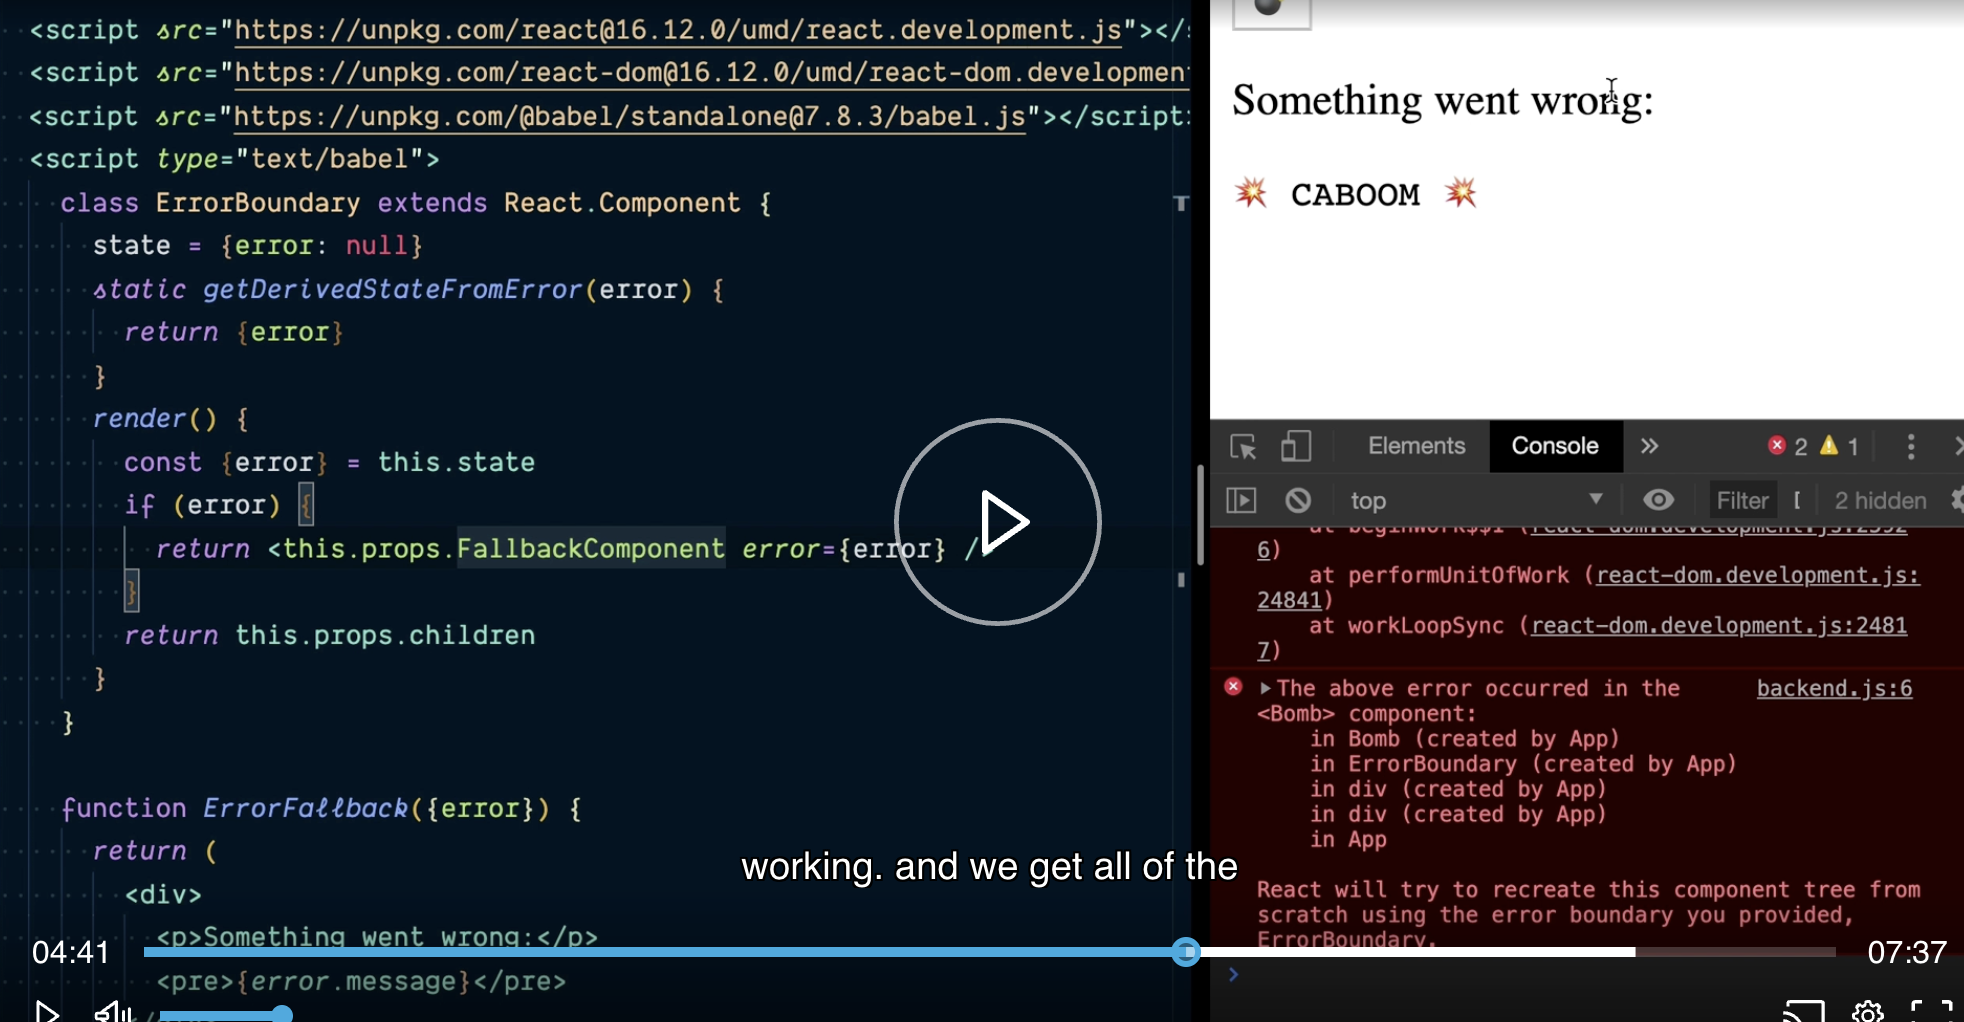 <script src="https://unpkg.com/react@16.12.0/umd/react.development.js"></
<script src="https://unpkg.com/react-dom@16.12.0/umd/react-dom.development
<script src="https://unpkg.com/@babel/standalone@7.8.3/babel.js"></script
<script type="text/babel">
class ErrorBoundary extends React.Component {
state = {error: null}
static getDerivedStateFromError(error) {
return {error}
}
render() {
const {error} = this.state
if (error) {
return <this.props.FallbackComponent error={error} /
}
return this.props.children
}
}
function ErrorFallback({error}) {
return (
<div>
<p>Something went wrong:</p>
<pre>{error.message}</pre>
working. and we get all of the
04:41
07:37
Something went wrong:
💥 CABOOM 💥
Elements Console » 2 1
top Filter [ 2 hidden
at beginWork$$1 (react-dom.development.js:2392
6)
at performUnitOfWork (react-dom.development.js:
24841)
at workLoopSync (react-dom.development.js:2481
7)
The above error occurred in the backend.js:6
<Bomb> component:
in Bomb (created by App)
in ErrorBoundary (created by App)
in div (created by App)
in div (created by App)
in App
React will try to recreate this component tree from
scratch using the error boundary you provided,
ErrorBoundary.
>